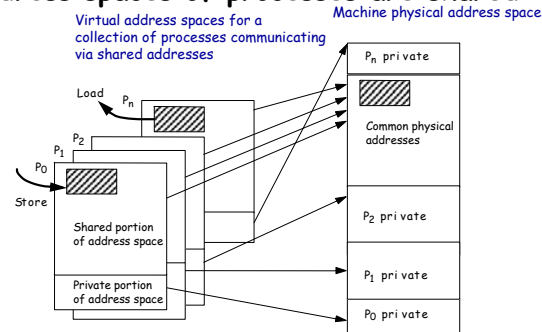 Machine physical address space
Virtual address spaces for a
collection of processes communicating
via shared addresses
Pn private
Load
Pn
Common physical
addresses
P2
P1
P0
Store
P2 private
Shared portion
of address space
P1 private
Private portion
of address space
P0 private